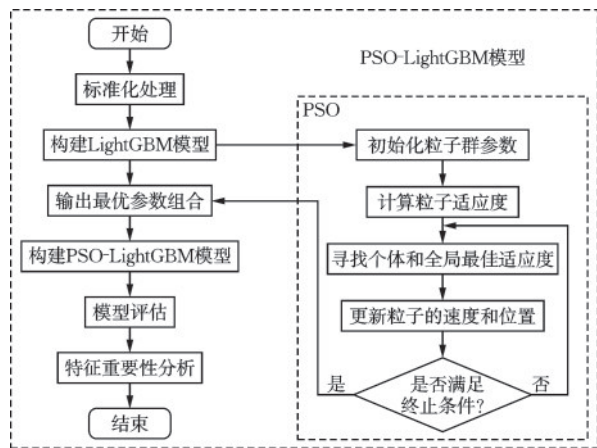 开始
PSO-LightGBM模型
标准化处理
构建LightGBM模型
输出最优参数组合
构建PSO-LightGBM模型
模型评估
特征重要性分析
结束
PSO
初始化粒子群参数
计算粒子适应度
寻找个体和全局最佳适应度
更新粒子的速度和位置
是否满足
终止条件?
是
否